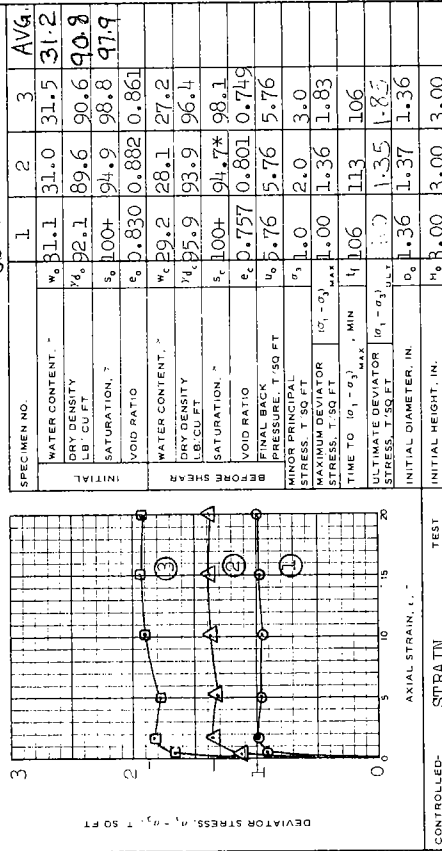 3
2
1
0
0
5
10
15
20
③
②
①
DEVIATOR STRESS, σ₁ - σ₃, T SQ FT
AXIAL STRAIN, ε, %
CONTROLLED- STRAIN TEST
SPECIMEN NO. 1 2 3 AVG.
INITIAL
WATER CONTENT, % w₀ 31.1 31.0 31.5 31.2
DRY DENSITY LB CU FT γd₀ 92.1 89.6 90.6 90.8
SATURATION, % S₀ 100+ 94.9 98.8 97.9
VOID RATIO e₀ 0.830 0.882 0.861
BEFORE SHEAR
WATER CONTENT, % wc 29.2 28.1 27.2
DRY DENSITY LB/CU FT γdc 95.9 93.9 96.4
SATURATION, % Sc 100+ 94.7* 98.1
VOID RATIO ec 0.757 0.801 0.749
FINAL BACK PRESSURE, T/SQ FT u₀ 5.76 5.76 5.76
MINOR PRINCIPAL STRESS, T/SQ FT σ₃ 1.0 2.0 3.0
MAXIMUM DEVIATOR STRESS, T/SQ FT (σ₁ - σ₃) MAX 1.00 1.36 1.83
TIME TO (σ₁ - σ₃) MAX, MIN tf 106 113 106
ULTIMATE DEVIATOR STRESS, T/SQ FT (σ₁ - σ₃) ULT 1.35
INITIAL DIAMETER, IN. D₀ 1.36 1.37 1.36
INITIAL HEIGHT, IN. H₀ 3.00 3.00 3.00